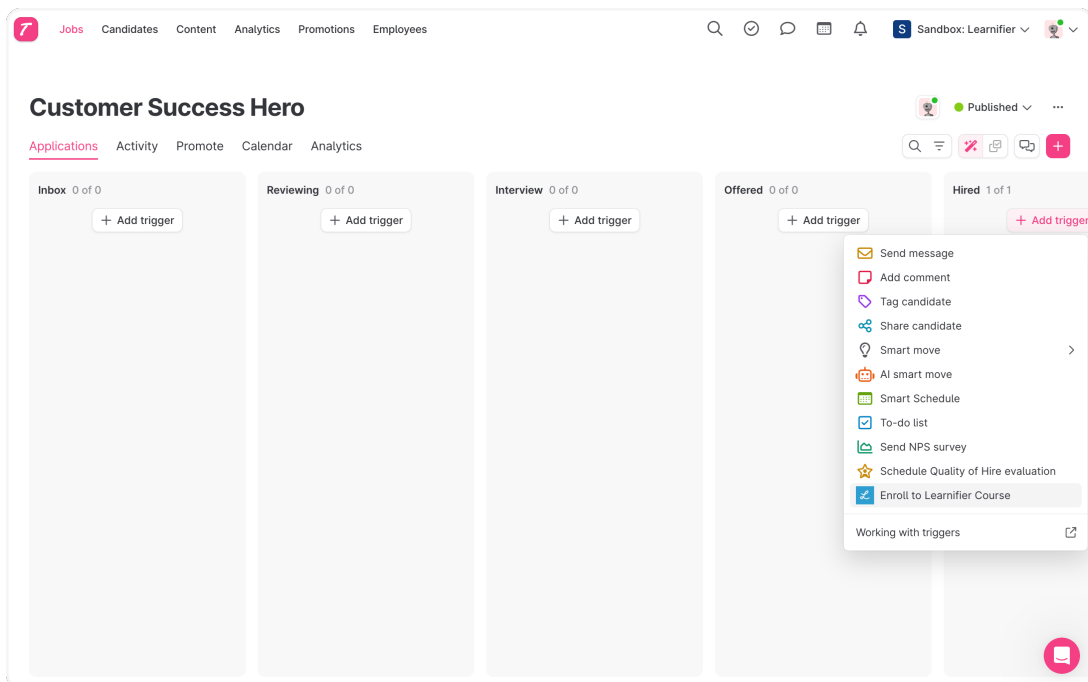 Jobs Candidates Content Analytics Promotions Employees
S Sandbox: Learnifier
Customer Success Hero
Published
Applications Activity Promote Calendar Analytics
Inbox 0 of 0
Reviewing 0 of 0
Interview 0 of 0
Offered 0 of 0
Hired 1 of 1
Add trigger
Add trigger
Add trigger
Add trigger
Add trigger
Send message
Add comment
Tag candidate
Share candidate
Smart move
AI smart move
Smart Schedule
To-do list
Send NPS survey
Schedule Quality of Hire evaluation
Enroll to Learnifier Course
Working with triggers